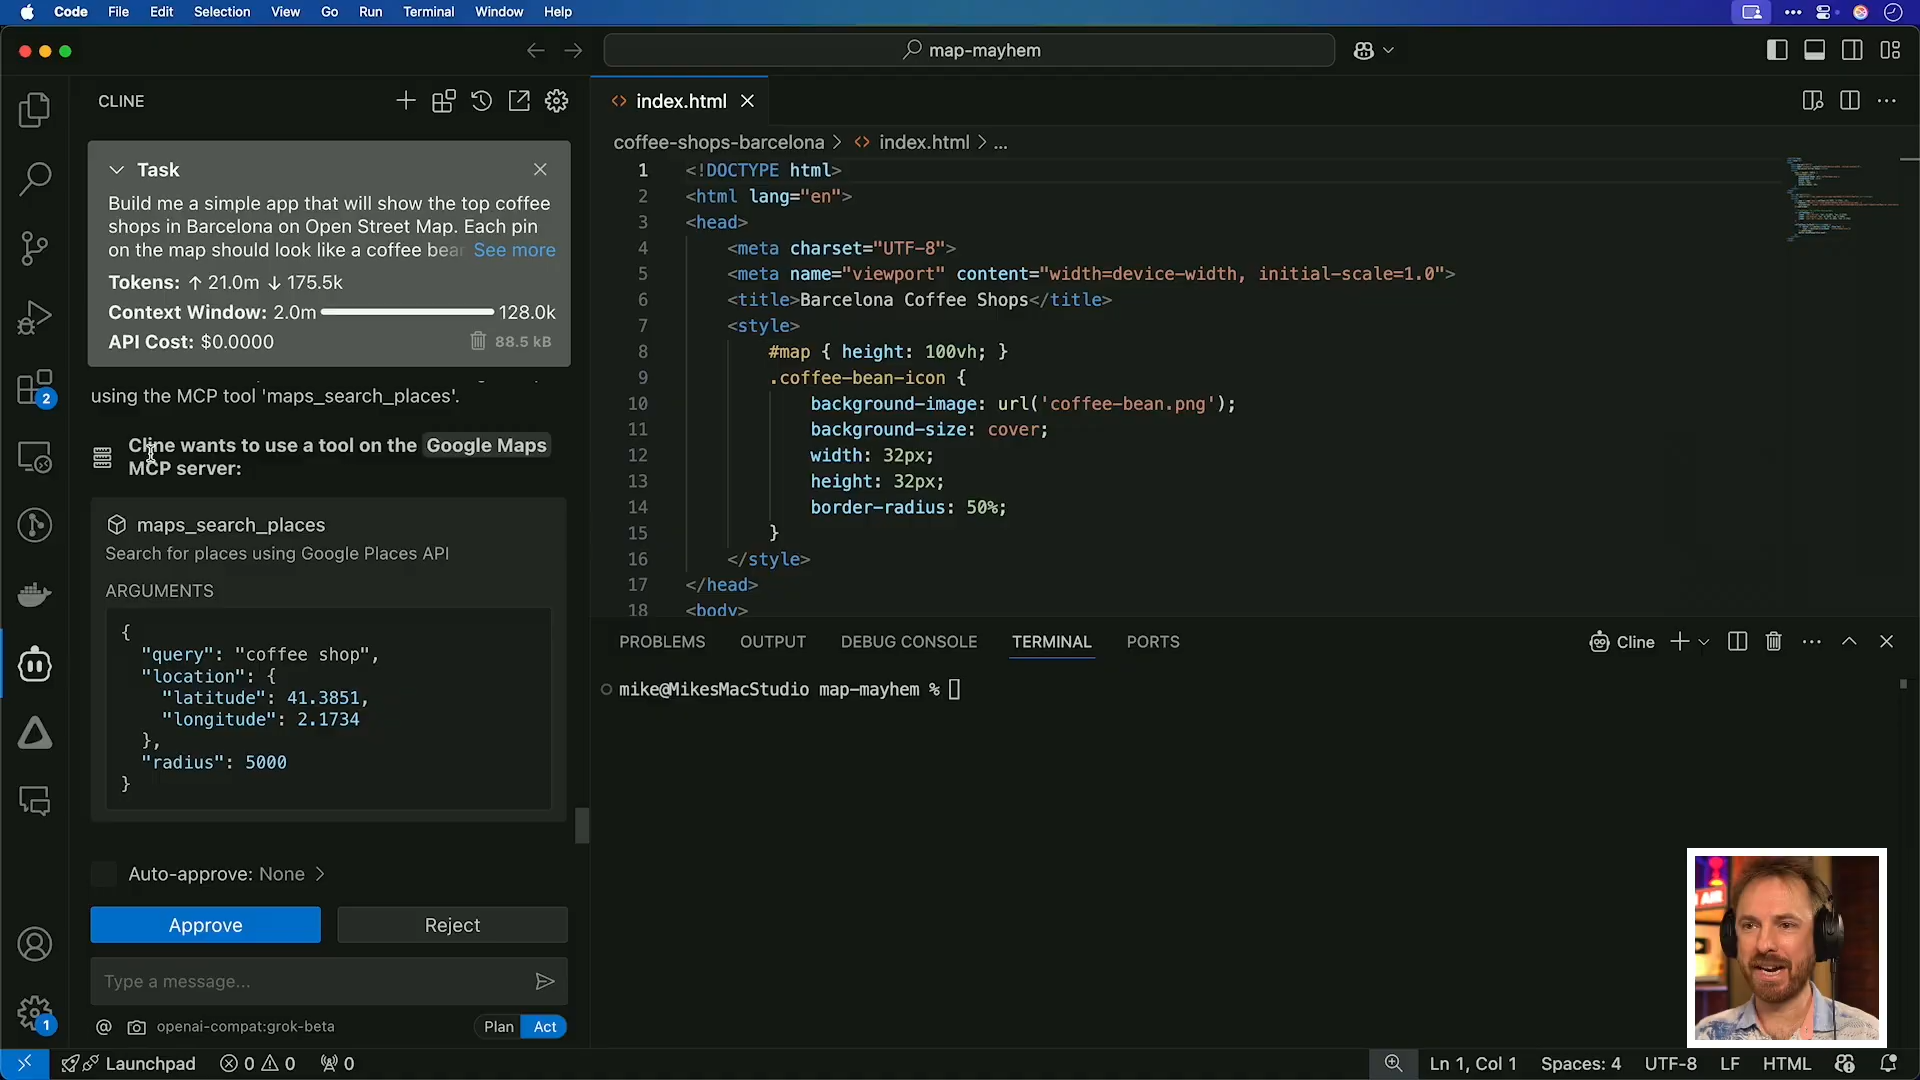 Code File Edit Selection View Go Run Terminal Window Help
map-mayhem
CLINE
Task
Build me a simple app that will show the top coffee
shops in Barcelona on Open Street Map. Each pin
on the map should look like a coffee bear See more
Tokens: ↑ 21.0m ↓ 175.5k
Context Window: 2.0m 128.0k
API Cost: $0.0000 88.5 kB
using the MCP tool 'maps_search_places'.
Cline wants to use a tool on the Google Maps
MCP server:
maps_search_places
Search for places using Google Places API
ARGUMENTS
{
"query": "coffee shop",
"location": {
"latitude": 41.3851,
"longitude": 2.1734
},
"radius": 5000
}
Auto-approve: None
Approve Reject
Type a message...
@ openai-compat:grok-beta Plan Act
2
1
index.html
coffee-shops-barcelona > index.html > ...
1 <!DOCTYPE html>
2 <html lang="en">
3 <head>
4 <meta charset="UTF-8">
5 <meta name="viewport" content="width=device-width, initial-scale=1.0">
6 <title>Barcelona Coffee Shops</title>
7 <style>
8 #map { height: 100vh; }
9 .coffee-bean-icon {
10 background-image: url('coffee-bean.png');
11 background-size: cover;
12 width: 32px;
13 height: 32px;
14 border-radius: 50%;
15 }
16 </style>
17 </head>
18 <body>
PROBLEMS OUTPUT DEBUG CONSOLE TERMINAL PORTS Cline
mike@MikesMacStudio map-mayhem %
Launchpad 0 0 0 Ln 1, Col 1 Spaces: 4 UTF-8 LF HTML